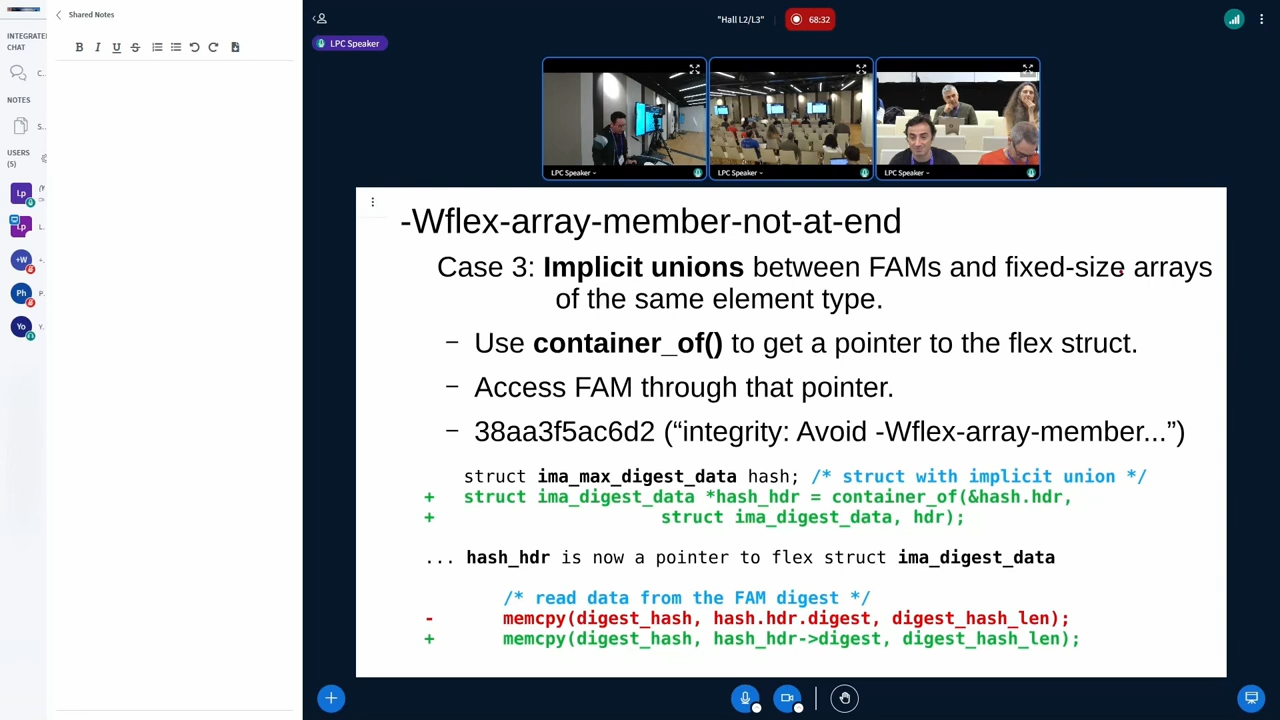 INTEGRATE
CHAT
C..
NOTES
S..
USERS
(5)
Lp
Lp
L..
+W
+.
Ph
P.
Yo
Y.
Shared Notes
B I U S
"Hall L2/L3"
68:32
LPC Speaker
LPC Speaker
LPC Speaker
LPC Speaker
-Wflex-array-member-not-at-end
Case 3: Implicit unions between FAMs and fixed-size arrays
of the same element type.
– Use container_of() to get a pointer to the flex struct.
– Access FAM through that pointer.
– 38aa3f5ac6d2 (“integrity: Avoid -Wflex-array-member...”)
struct ima_max_digest_data hash; /* struct with implicit union */
+ struct ima_digest_data *hash_hdr = container_of(&hash.hdr,
+ struct ima_digest_data, hdr);
... hash_hdr is now a pointer to flex struct ima_digest_data
/* read data from the FAM digest */
- memcpy(digest_hash, hash.hdr.digest, digest_hash_len);
+ memcpy(digest_hash, hash_hdr->digest, digest_hash_len);